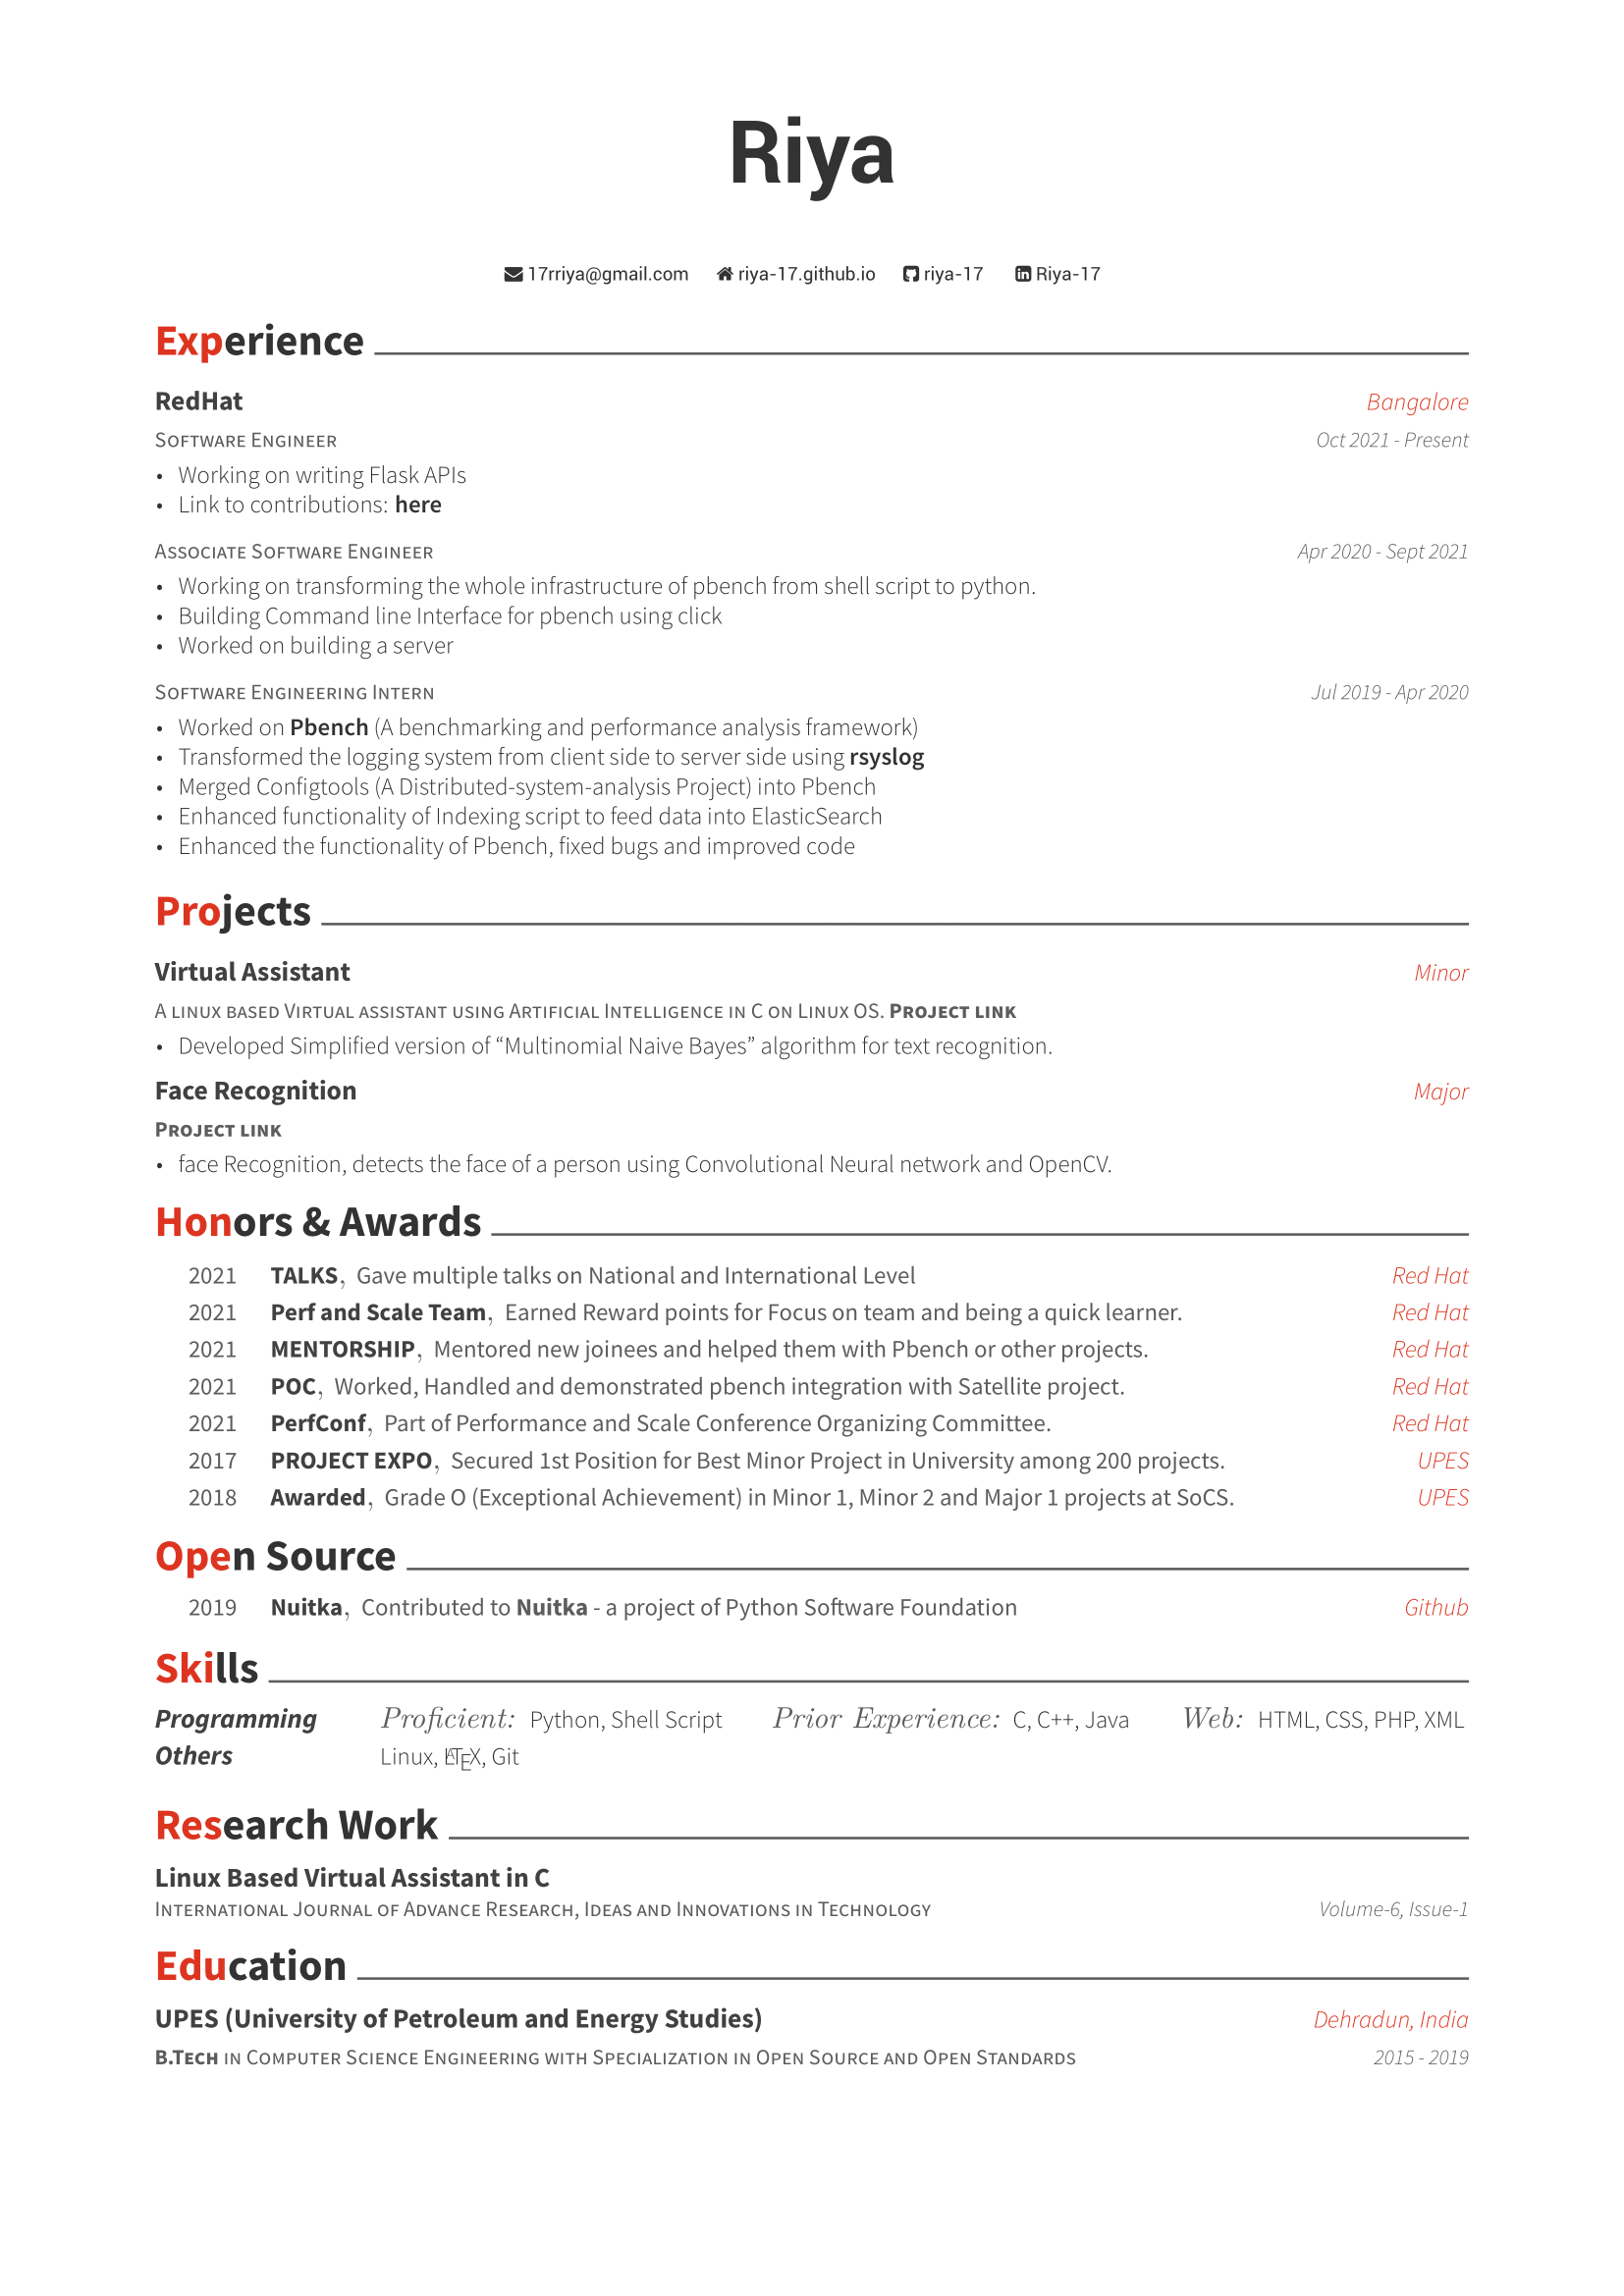 Riya
17rriya@gmail.com riya-17.github.io riya-17 Riya-17
Experience
RedHat Bangalore
Software Engineer Oct 2021 - Present
• Working on writing Flask APIs
• Link to contributions: here
Associate Software Engineer Apr 2020 - Sept 2021
• Working on transforming the whole infrastructure of pbench from shell script to python.
• Building Command line Interface for pbench using click
• Worked on building a server
Software Engineering Intern Jul 2019 - Apr 2020
• Worked on Pbench (A benchmarking and performance analysis framework)
• Transformed the logging system from client side to server side using rsyslog
• Merged Configtools (A Distributed-system-analysis Project) into Pbench
• Enhanced functionality of Indexing script to feed data into ElasticSearch
• Enhanced the functionality of Pbench, fixed bugs and improved code
Projects
Virtual Assistant Minor
A linux based Virtual assistant using Artificial Intelligence in C on Linux OS. Project link
• Developed Simplified version of “Multinomial Naive Bayes” algorithm for text recognition.
Face Recognition Major
Project link
• face Recognition, detects the face of a person using Convolutional Neural network and OpenCV.
Honors & Awards
2021 TALKS, Gave multiple talks on National and International Level Red Hat
2021 Perf and Scale Team, Earned Reward points for Focus on team and being a quick learner. Red Hat
2021 MENTORSHIP, Mentored new joinees and helped them with Pbench or other projects. Red Hat
2021 POC, Worked, Handled and demonstrated pbench integration with Satellite project. Red Hat
2021 PerfConf, Part of Performance and Scale Conference Organizing Committee. Red Hat
2017 PROJECT EXPO, Secured 1st Position for Best Minor Project in University among 200 projects. UPES
2018 Awarded, Grade O (Exceptional Achievement) in Minor 1, Minor 2 and Major 1 projects at SoCS. UPES
Open Source
2019 Nuitka, Contributed to Nuitka - a project of Python Software Foundation Github
Skills
Programming Proficient: Python, Shell Script Prior Experience: C, C++, Java Web: HTML, CSS, PHP, XML
Others Linux, LATEX, Git
Research Work
Linux Based Virtual Assistant in C
International Journal of Advance Research, Ideas and Innovations in Technology Volume-6, Issue-1
Education
UPES (University of Petroleum and Energy Studies) Dehradun, India
B.Tech in Computer Science Engineering with Specialization in Open Source and Open Standards 2015 - 2019